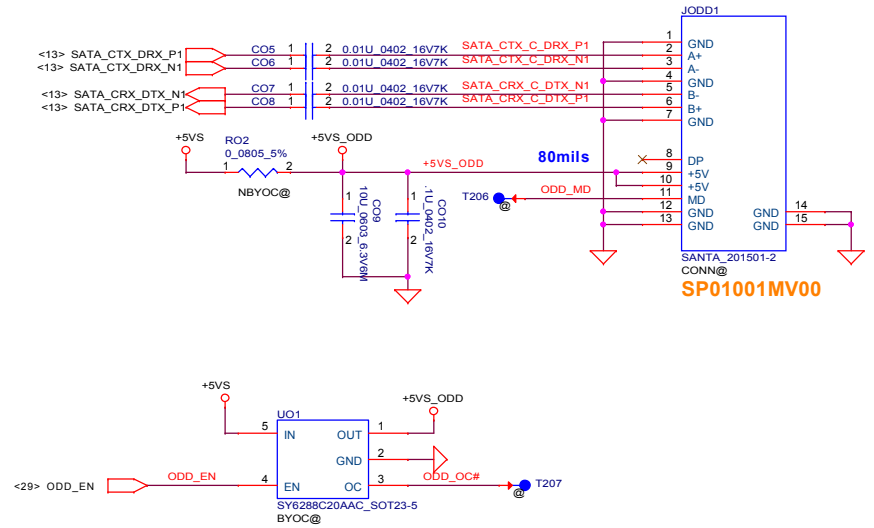 JODD1
<13> SATA_CTX_DRX_P1 CO5 1 2 0.01U_0402_16V7K SATA_CTX_C_DRX_P1
<13> SATA_CTX_DRX_N1 CO6 1 2 0.01U_0402_16V7K SATA_CTX_C_DRX_N1
<13> SATA_CRX_DTX_N1 CO7 1 2 0.01U_0402_16V7K SATA_CRX_C_DTX_N1
<13> SATA_CRX_DTX_P1 CO8 1 2 0.01U_0402_16V7K SATA_CRX_C_DTX_P1
1 GND
2 A+
3 A-
4 GND
5 B-
6 B+
7 GND
8 DP
9 +5V
10 +5V
11 MD
12 GND
13 GND
GND 14
GND 15
SANTA_201501-2
CONN@
SP01001MV00
+5VS
RO2
0_0805_5%
1 2
NBYOC@
+5VS_ODD
+5VS_ODD
80mils
T206
@
ODD_MD
1
2
CO9
10U_0603_6.3V6M
1
2
CO10
.1U_0402_16V7K
+5VS
+5VS_ODD
UO1
5 IN OUT 1
GND 2
<29> ODD_EN ODD_EN 4 EN OC 3 ODD_OC# T207
@
SY6288C20AAC_SOT23-5
BYOC@